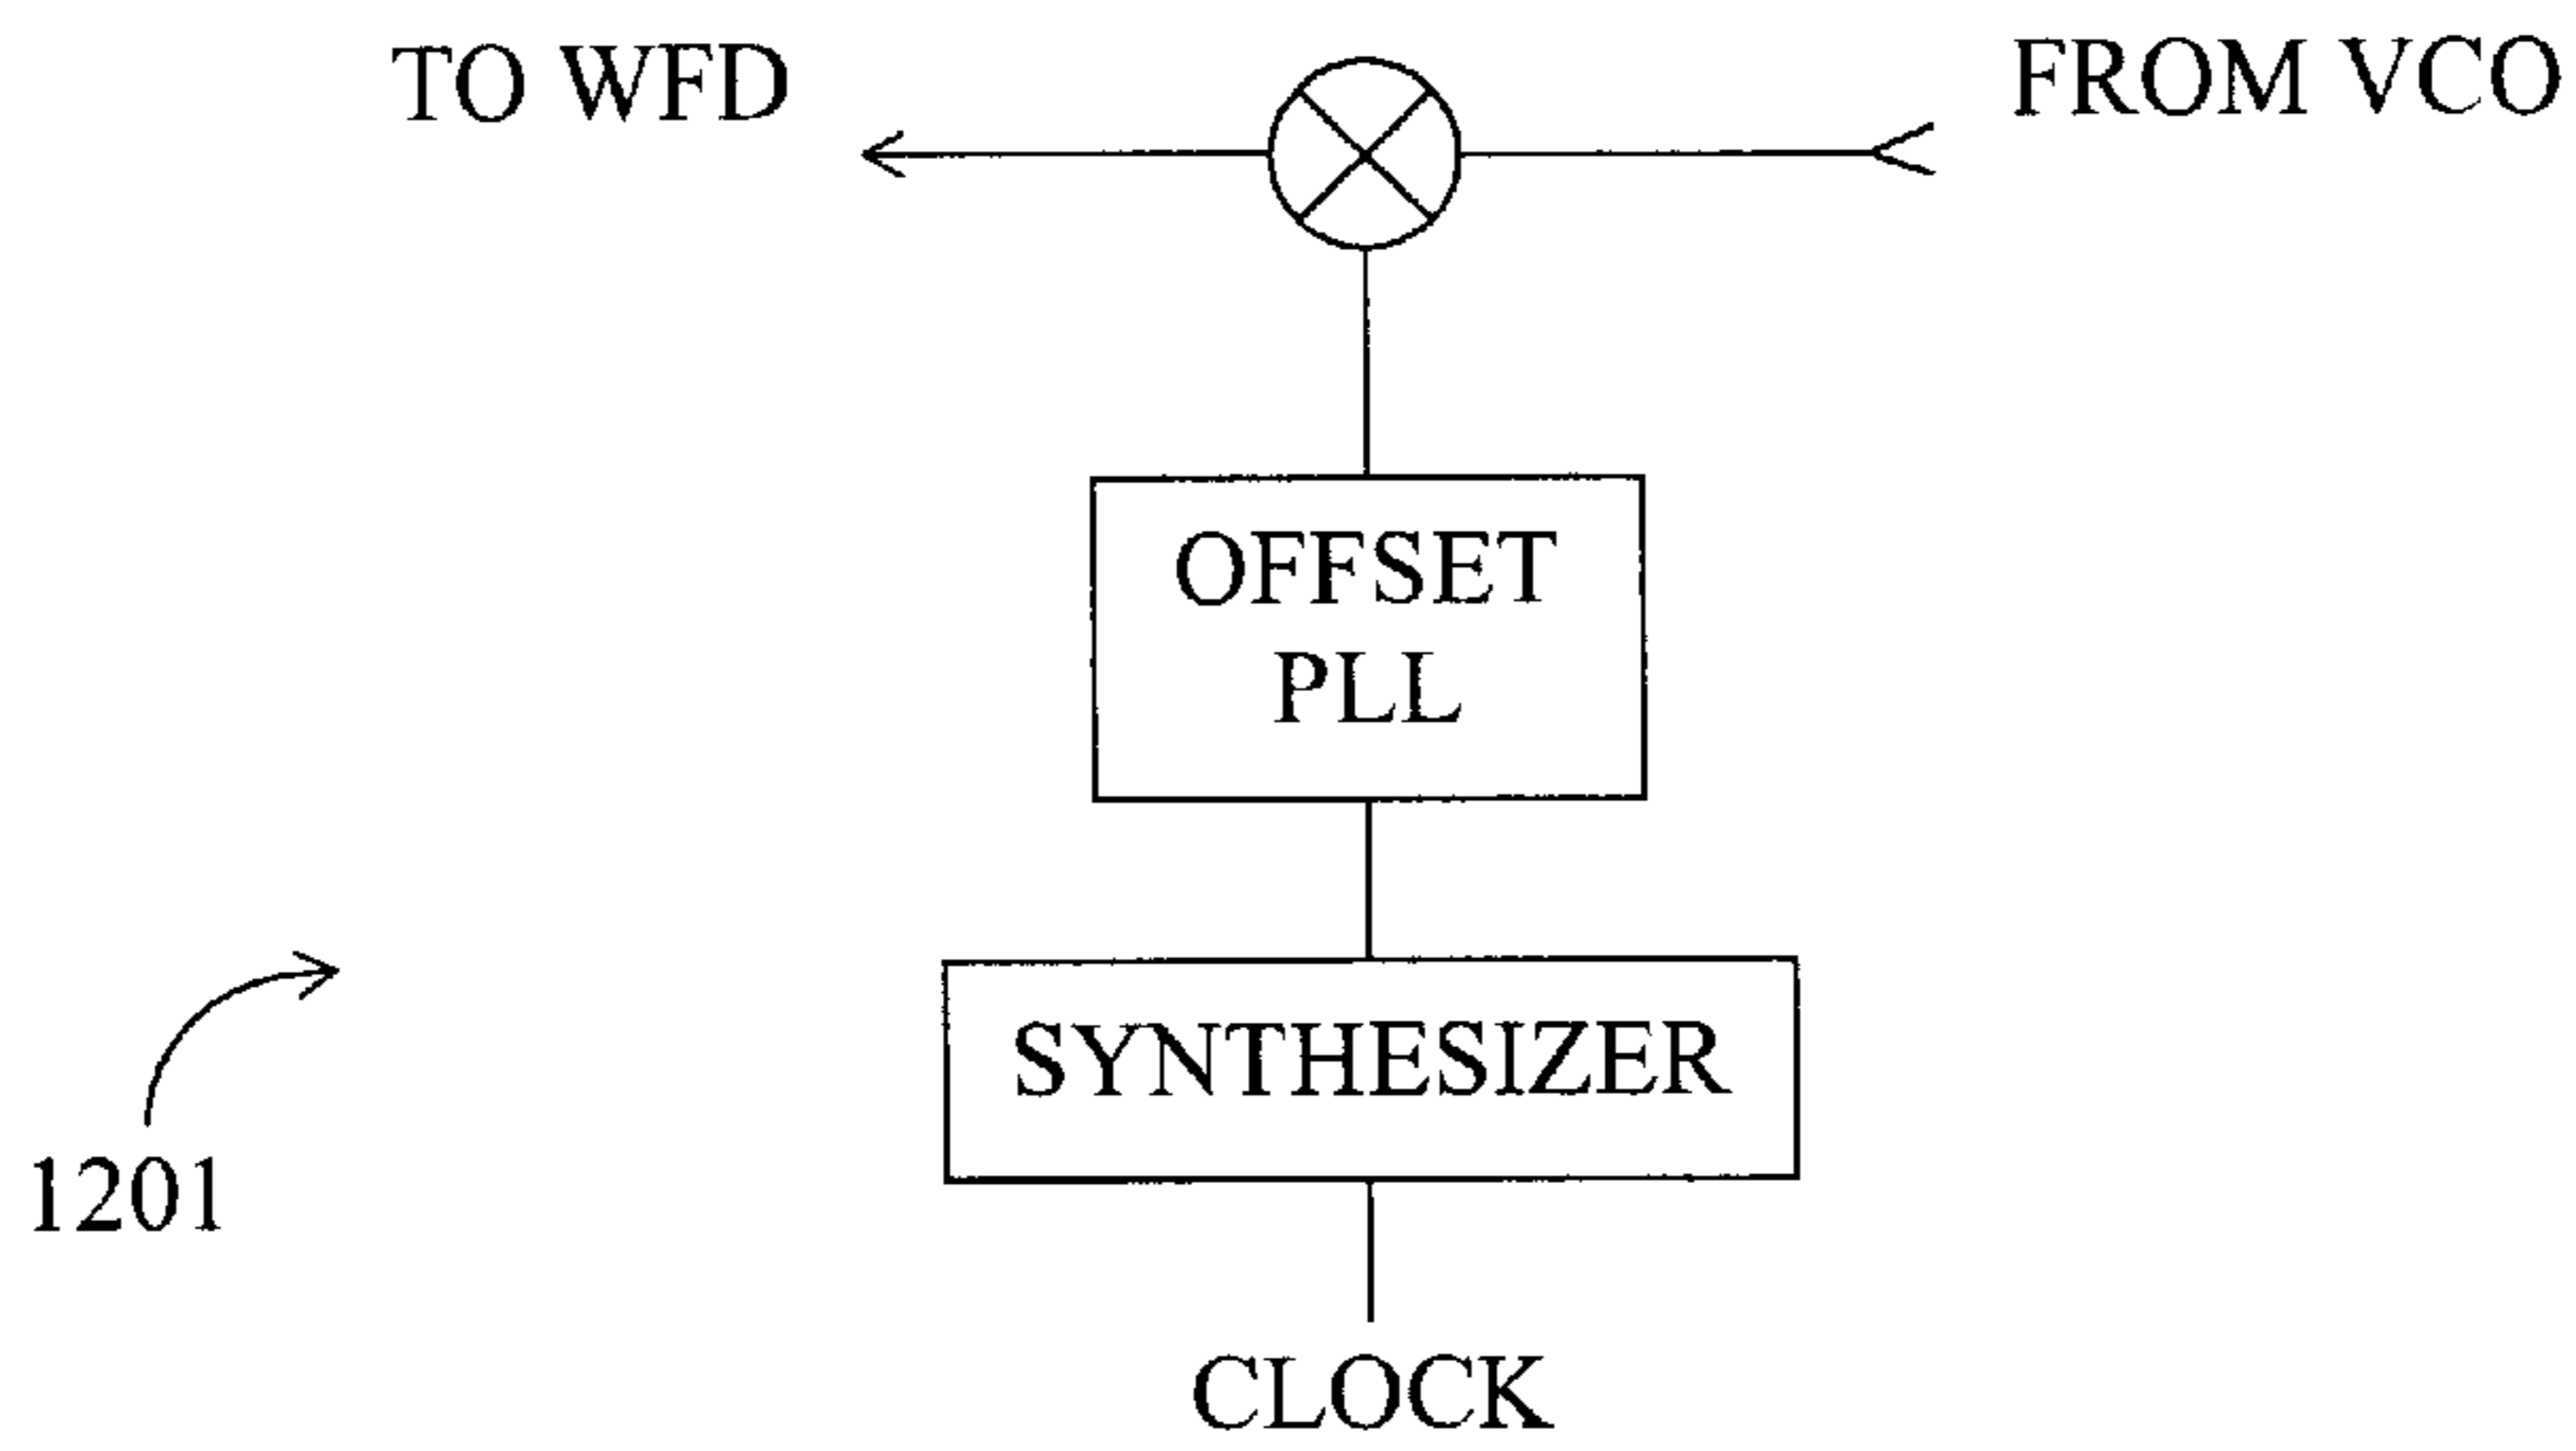 TO WFD
FROM VCO
OFFSET
PLL
SYNTHESIZER
1201
CLOCK